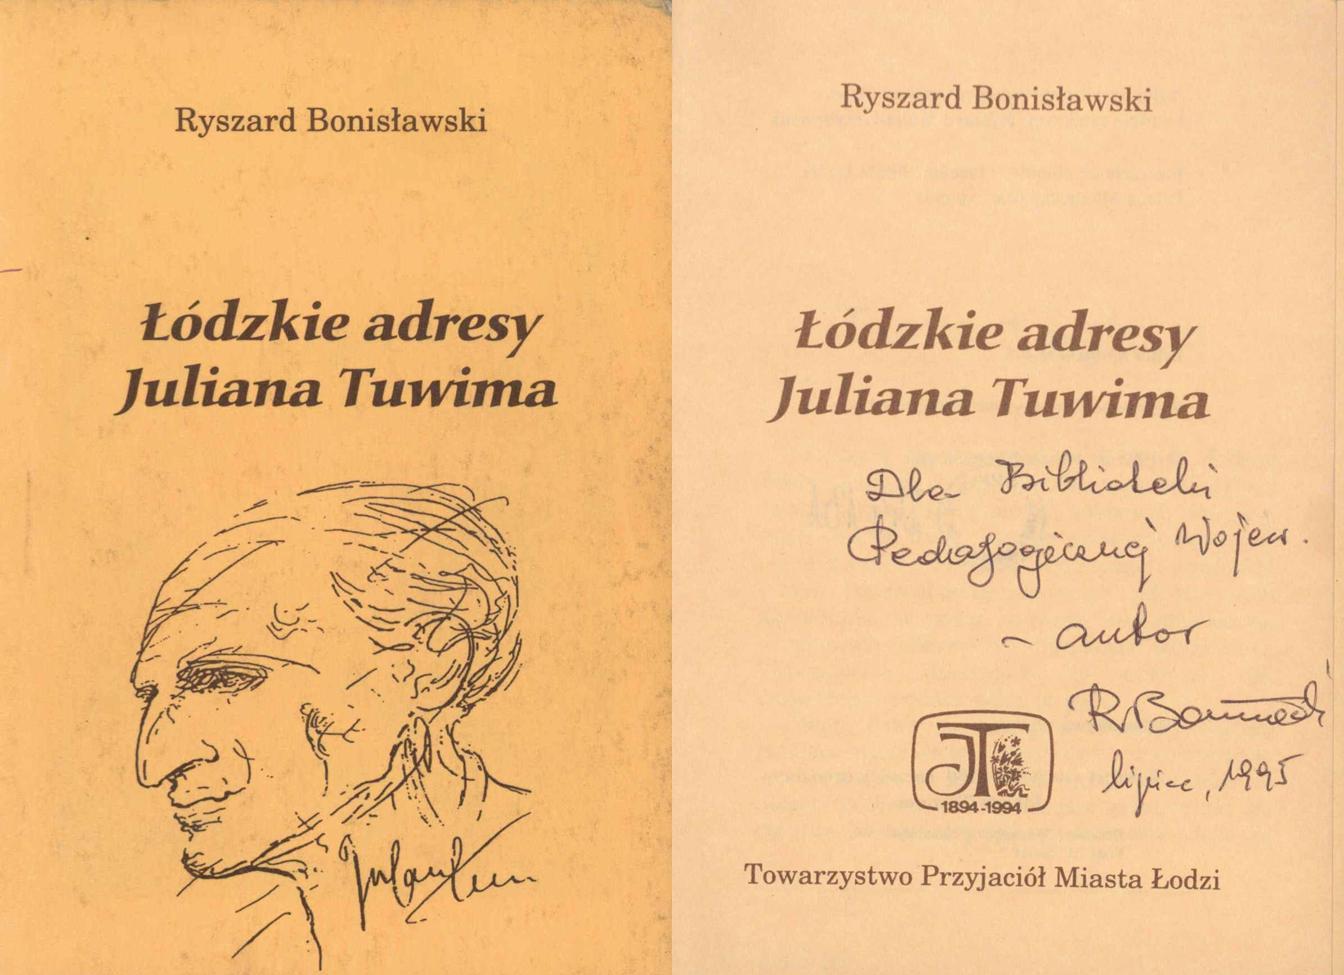 Ryszard Bonisławski
Łódzkie adresy
Juliana Tuwima
Ryszard Bonisławski
Łódzkie adresy
Juliana Tuwima
Dla Biblioteki
Pedagogicznej Wojew.
- autor
lipiec, 1995
JT
1894-1994
Towarzystwo Przyjaciół Miasta Łodzi